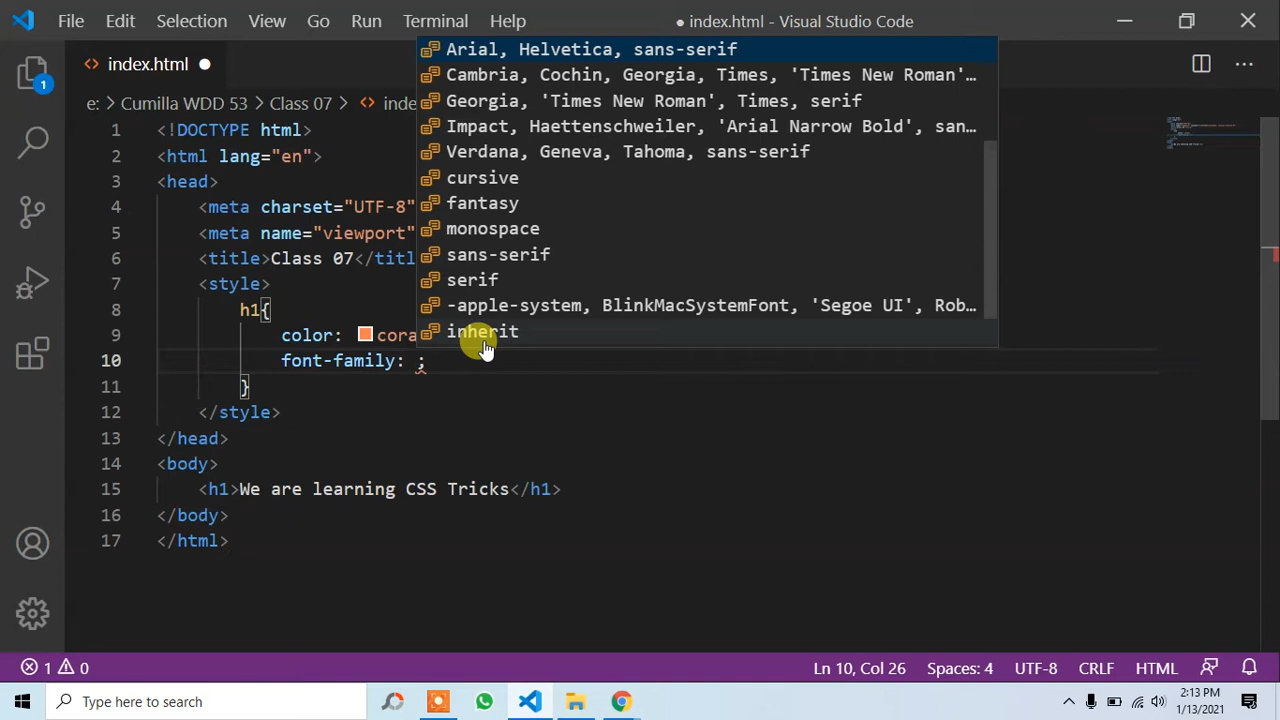 File Edit Selection View Go Run Terminal Help ● index.html - Visual Studio Code
<> index.html ●
e: > Cumilla WDD 53 > Class 07 > <> inde
Arial, Helvetica, sans-serif
Cambria, Cochin, Georgia, Times, 'Times New Roman'…
Georgia, 'Times New Roman', Times, serif
Impact, Haettenschweiler, 'Arial Narrow Bold', san…
Verdana, Geneva, Tahoma, sans-serif
cursive
fantasy
monospace
sans-serif
serif
-apple-system, BlinkMacSystemFont, 'Segoe UI', Rob…
inherit
1 <!DOCTYPE html>
2 <html lang="en">
3 <head>
4 <meta charset="UTF-8"
5 <meta name="viewport"
6 <title>Class 07</titl
7 <style>
8 h1{
9 color: cora
10 font-family: ;
11 }
12 </style>
13 </head>
14 <body>
15 <h1>We are learning CSS Tricks</h1>
16 </body>
17 </html>
1
1 0 Ln 10, Col 26 Spaces: 4 UTF-8 CRLF HTML
Type here to search
2:13 PM
1/13/2021